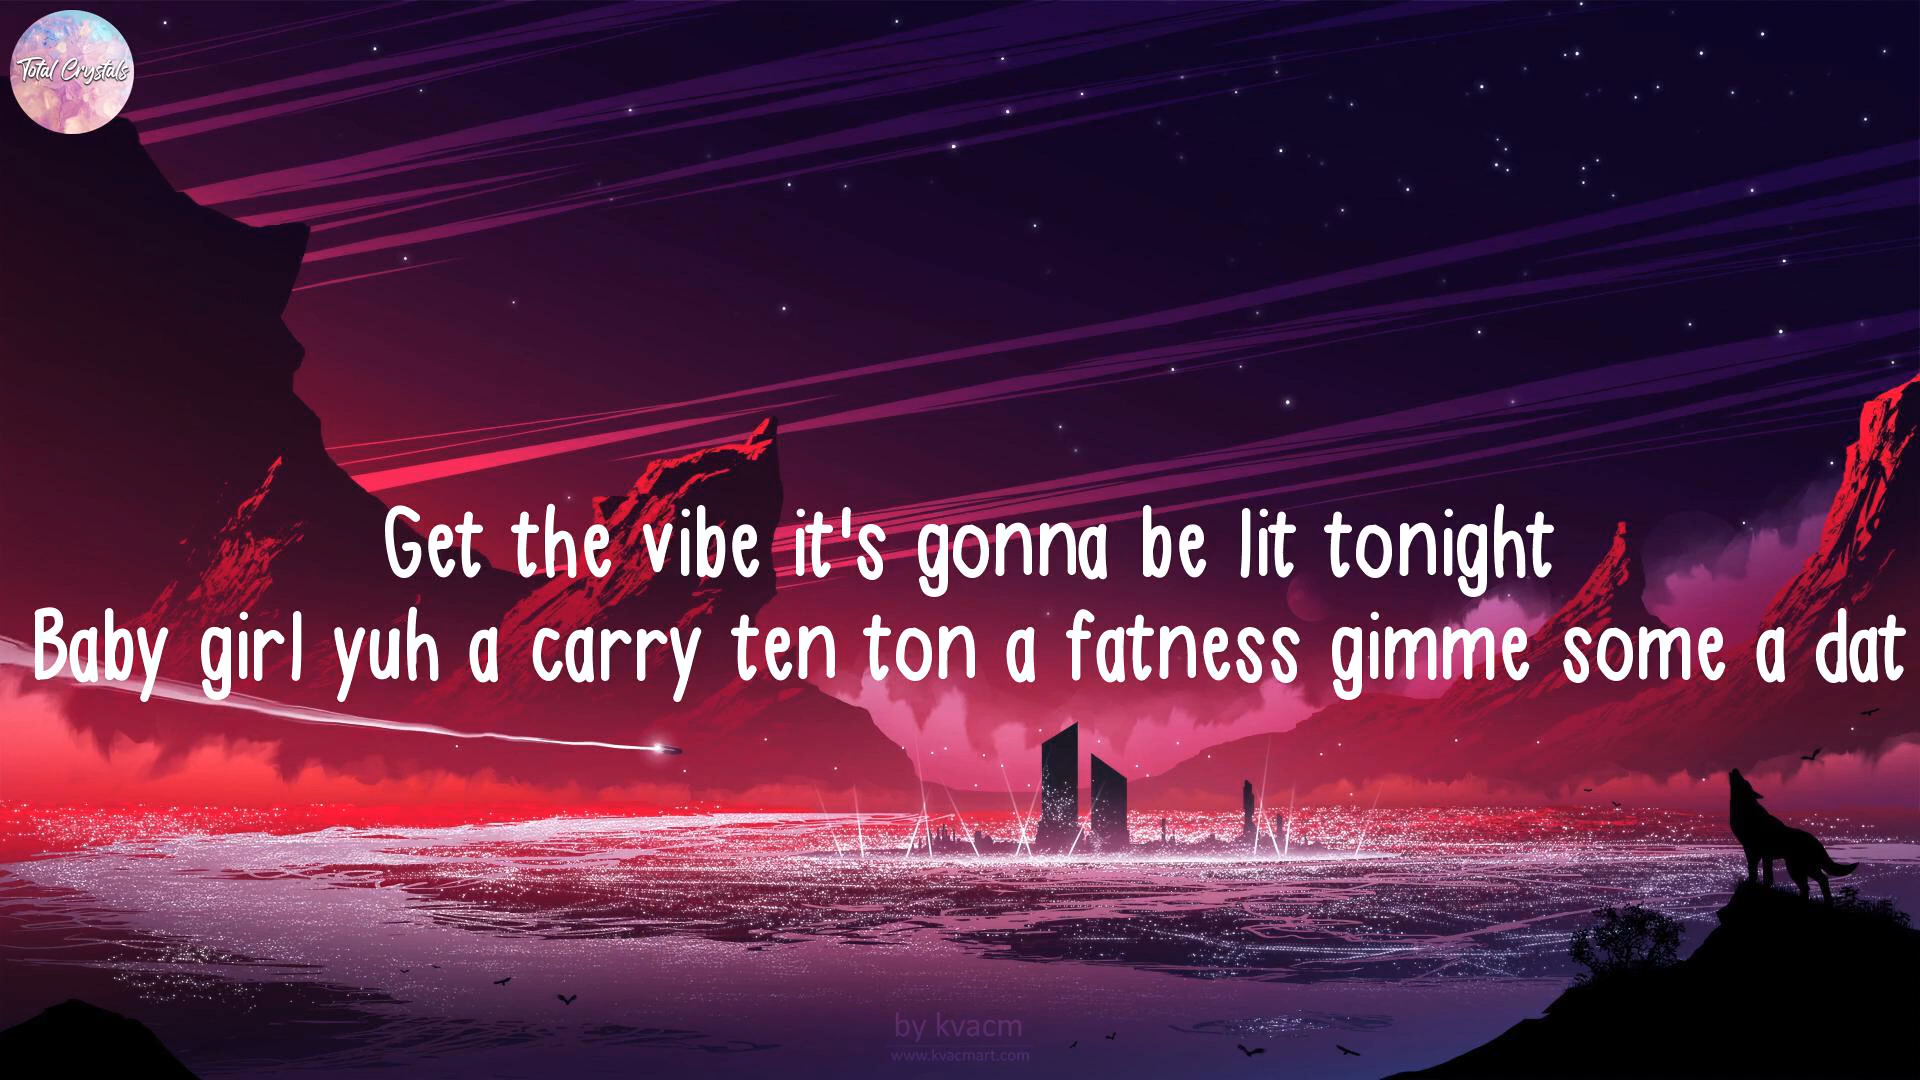 Total Crystals
Get the vibe it's gonna be lit tonight
Baby girl yuh a carry ten ton a fatness gimme some a dat
by kvacm
www.kvacmart.com